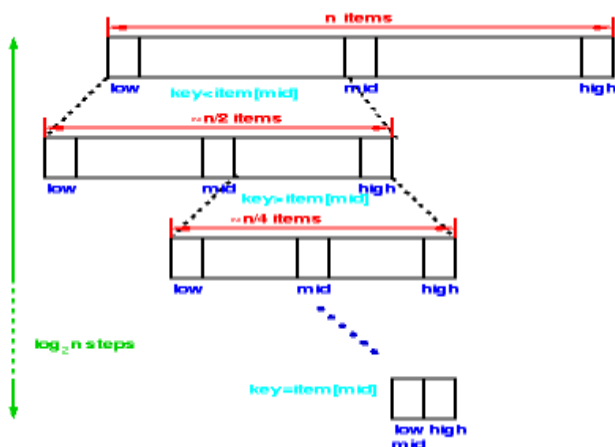 n items
low mid high
key<item[mid]
≈n/2 items
low mid high
key>item[mid]
≈n/4 items
low mid high
log₂n steps
key=item[mid]
low high
mid